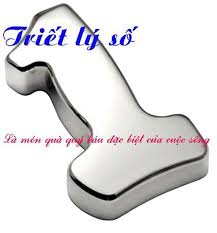 Triết lý số
Là món quà quý báu đặc biệt của cuộc sống